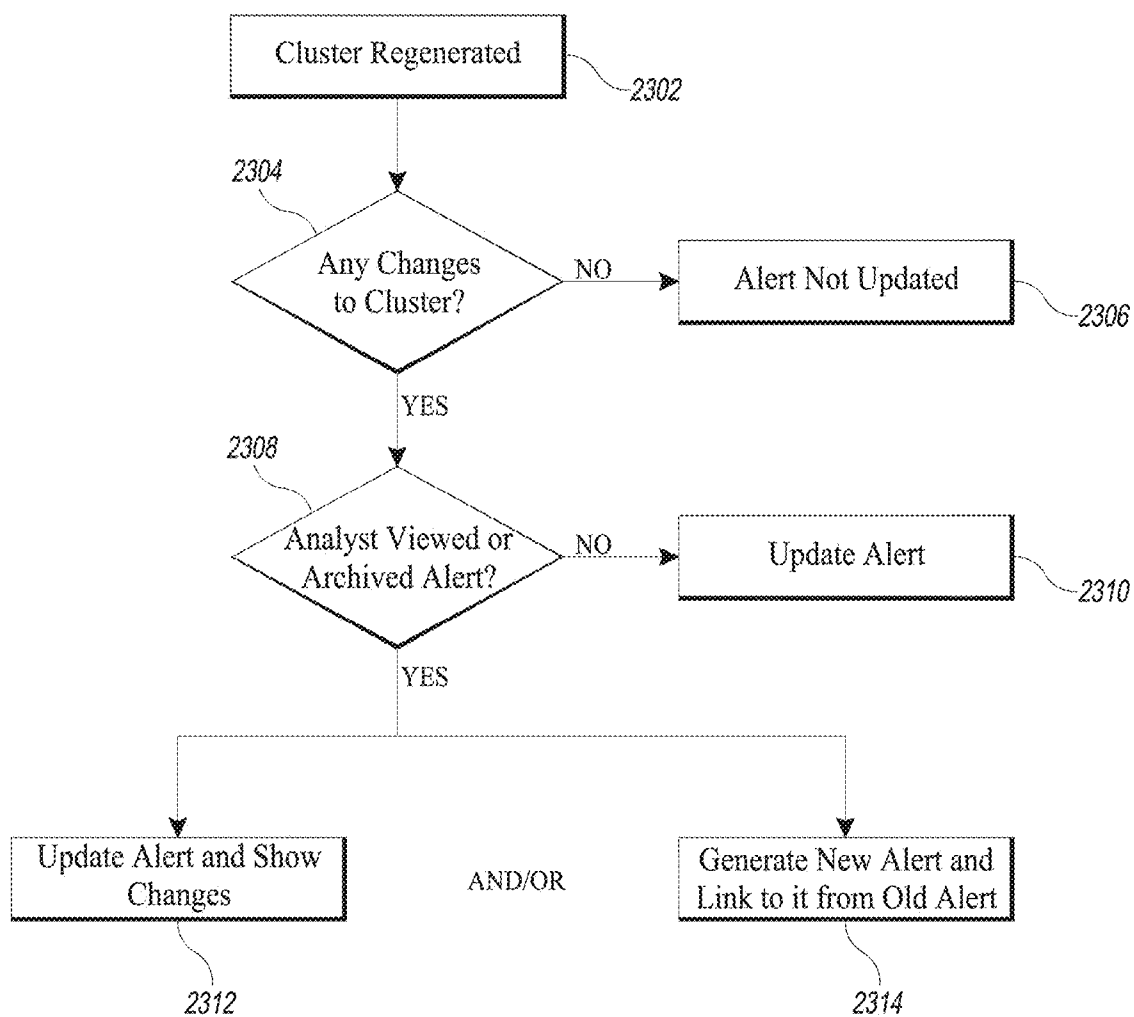 Cluster Regenerated
2302
2304
Any Changes
to Cluster?
NO
Alert Not Updated
2306
YES
2308
Analyst Viewed or
Archived Alert?
NO
Update Alert
2310
YES
Update Alert and Show
Changes
AND/OR
Generate New Alert and
Link to it from Old Alert
2312
2314